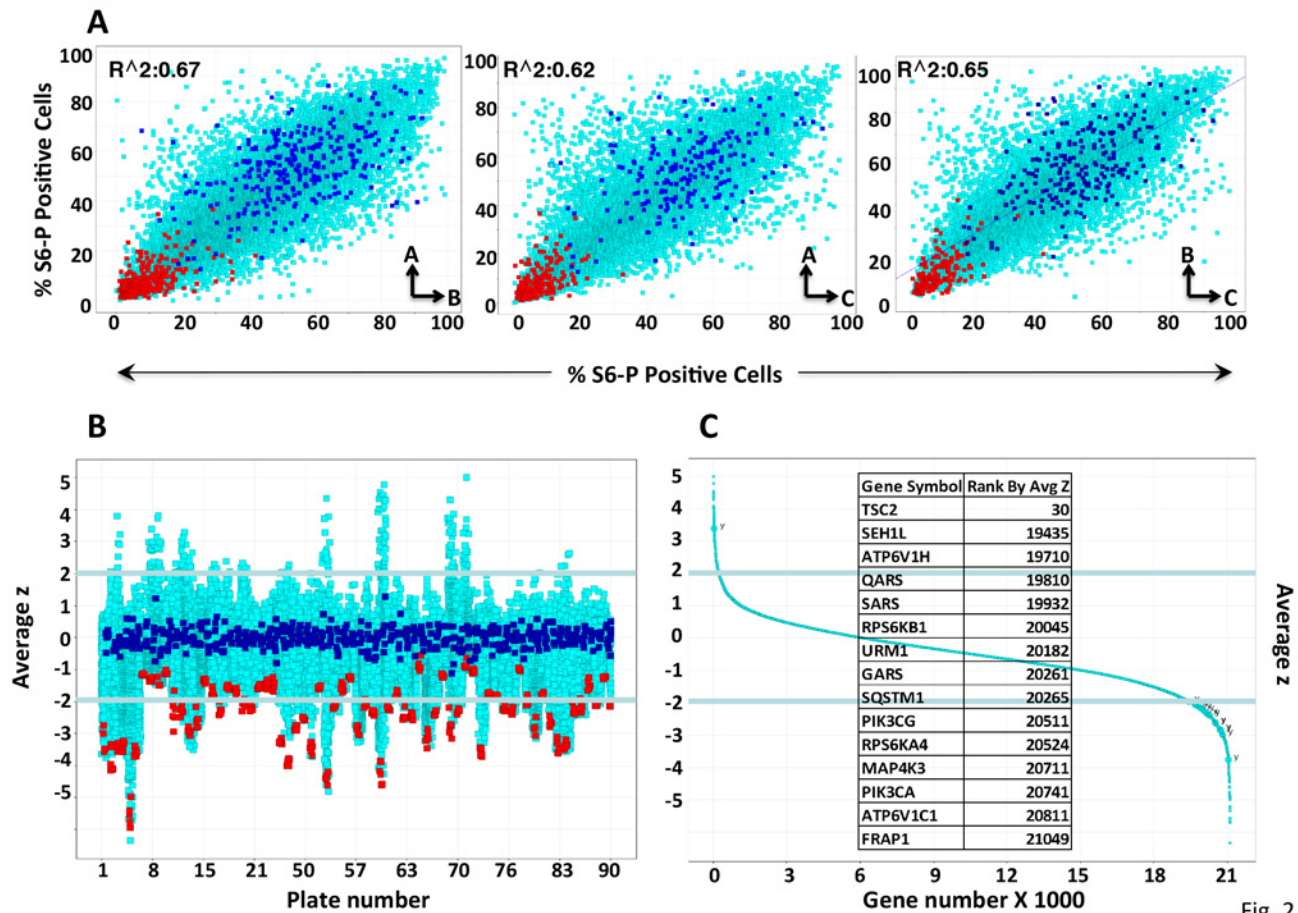 A
R^2:0.67
R^2:0.62
R^2:0.65
% S6-P Positive Cells
100
80
60
40
20
0
0 20 40 60 80 100
A
B
100
80
60
40
20
0
0 20 40 60 80 100
A
C
100
80
60
40
20
0
0 20 40 60 80 100
B
C
% S6-P Positive Cells
B
Average z
5
4
3
2
1
0
-1
-2
-3
-4
-5
1 8 15 21 50 57 63 70 83 90
Plate number
C
5
4
3
2
1
0
-1
-2
-3
-4
-5
y
Gene Symbol Rank By Avg Z
TSC2 30
SEH1L 19435
ATP6V1H 19710
QARS 19810
SARS 19932
RPS6KB1 20045
URM1 20182
GARS 20261
SQSTM1 20265
PIK3CG 20511
RPS6KA4 20524
MAP4K3 20711
PIK3CA 20741
ATP6V1C1 20811
FRAP1 21049
y
0 3 6 9 12 15 18 21
Gene number X 1000
Average z
Fig. 2